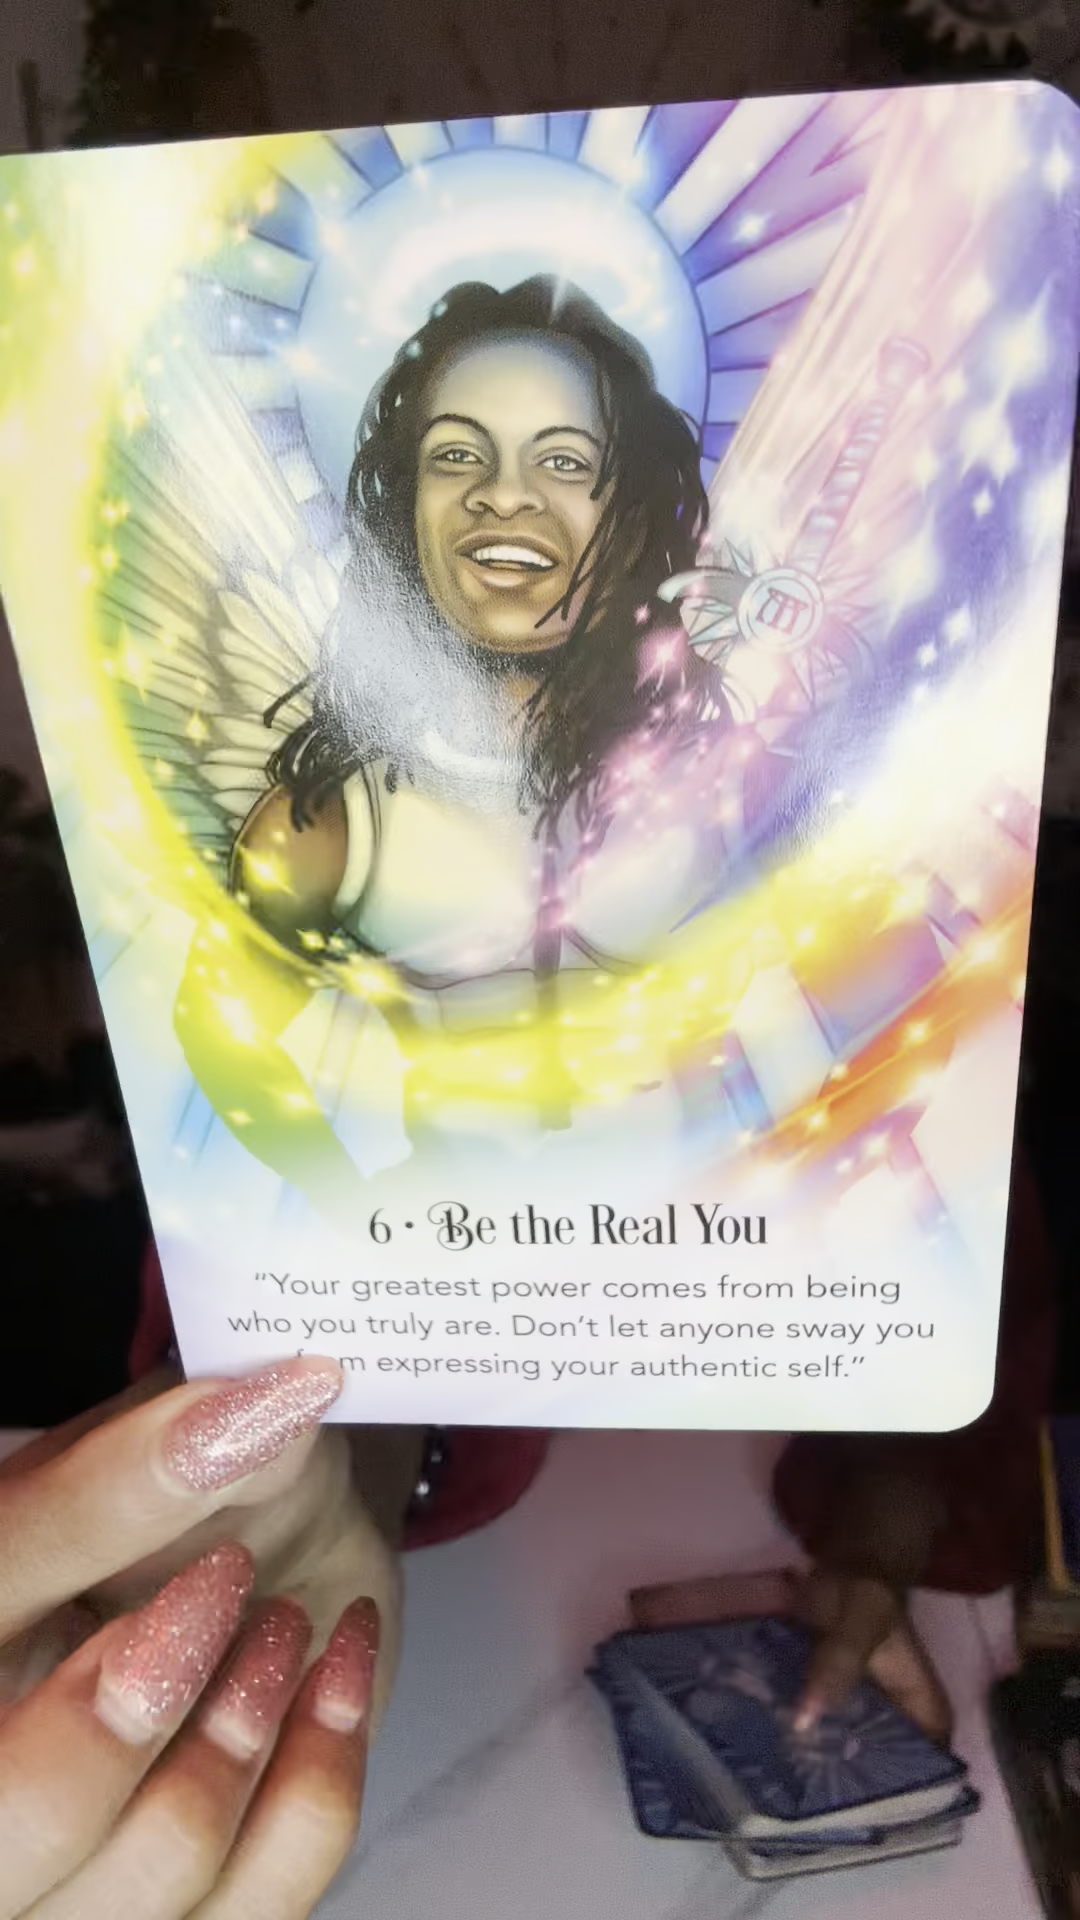 6 · Be the Real You
"Your greatest power comes from being
who you truly are. Don't let anyone sway you
expressing your authentic self."